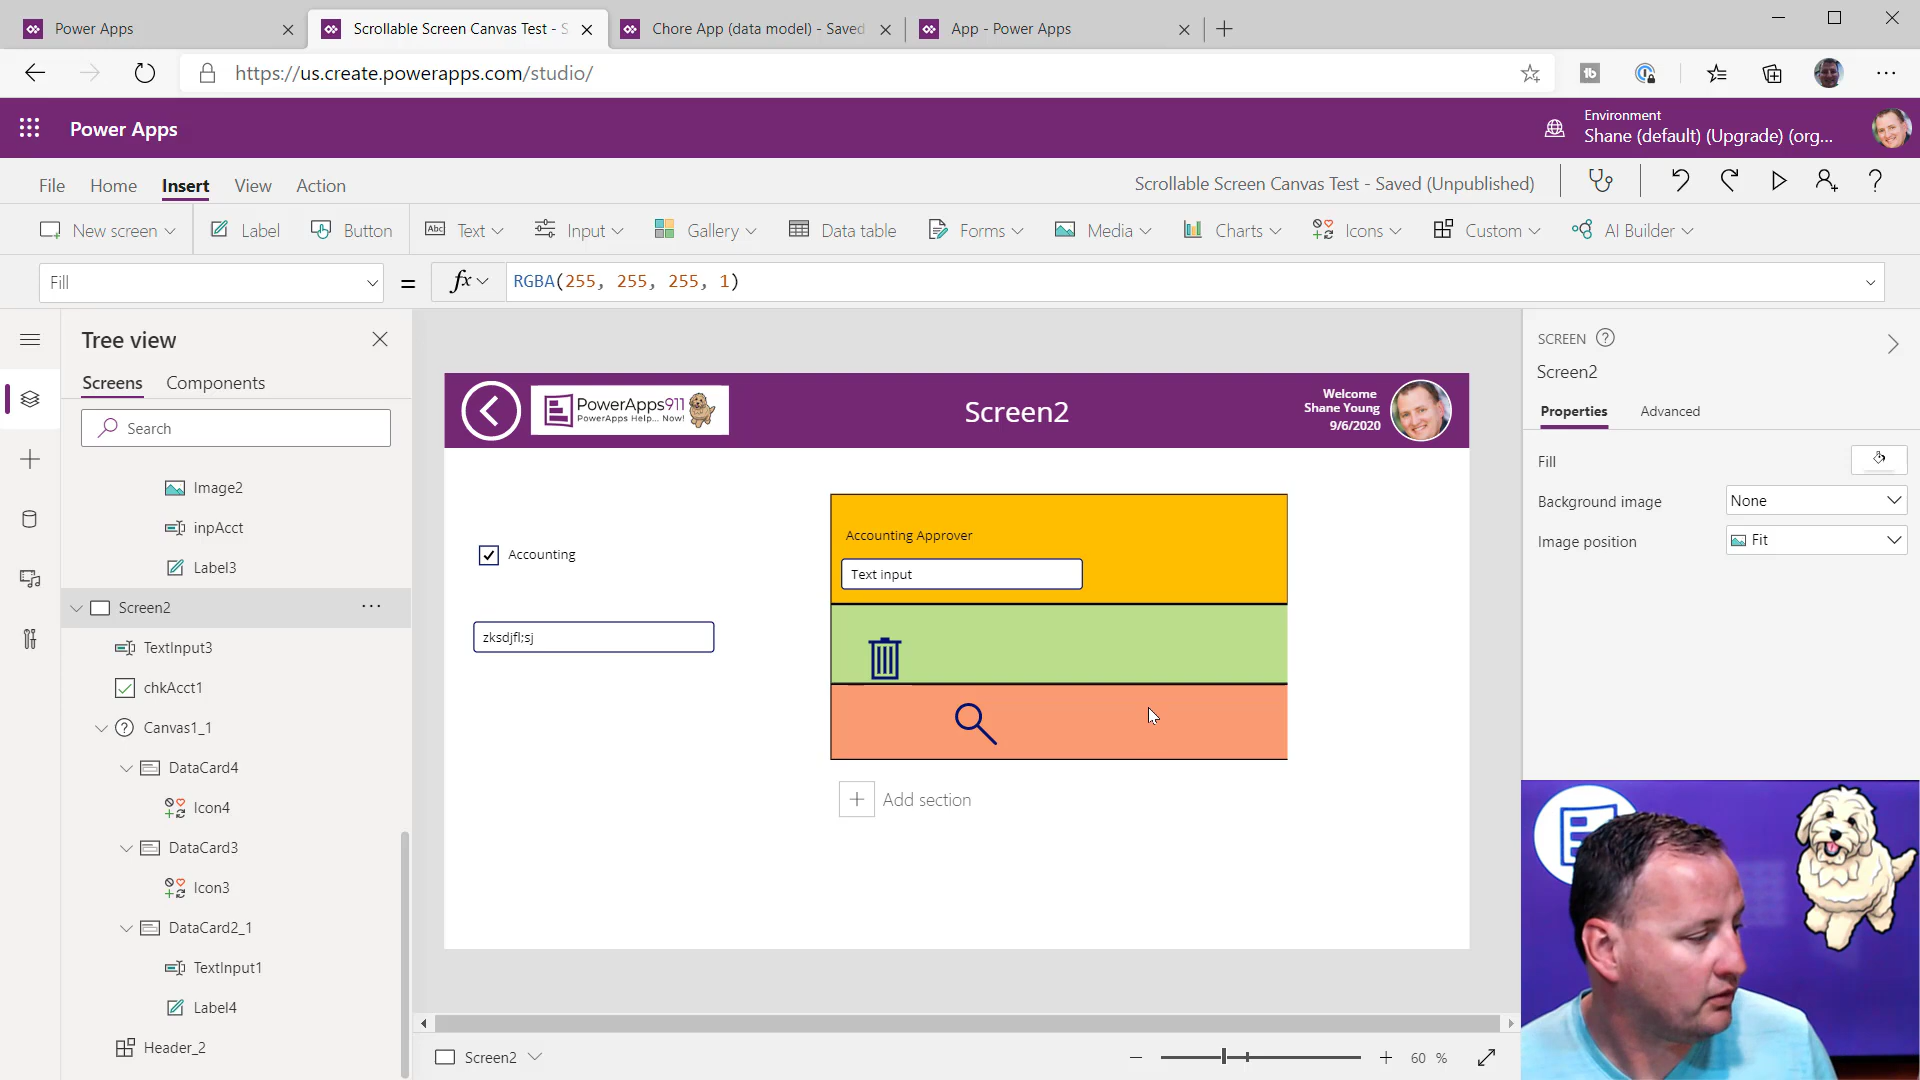 Power Apps
Scrollable Screen Canvas Test - S
Chore App (data model) - Saved
App - Power Apps
https://us.create.powerapps.com/studio/
Power Apps
Environment
Shane (default) (Upgrade) (org...
File Home Insert View Action
Scrollable Screen Canvas Test - Saved (Unpublished)
New screen Label Button Text Input Gallery Data table Forms Media Charts Icons Custom AI Builder
Fill = fx RGBA(255, 255, 255, 1)
Tree view
Screens Components
Search
Image2
inpAcct
Label3
Screen2
TextInput3
chkAcct1
Canvas1_1
DataCard4
Icon4
DataCard3
Icon3
DataCard2_1
TextInput1
Label4
Header_2
PowerApps911
PowerApps Help... Now!
Screen2
Welcome
Shane Young
9/6/2020
Accounting
zksdjfl;sj
Accounting Approver
Text input
Add section
Screen2
60 %
SCREEN
Screen2
Properties Advanced
Fill
Background image None
Image position Fit